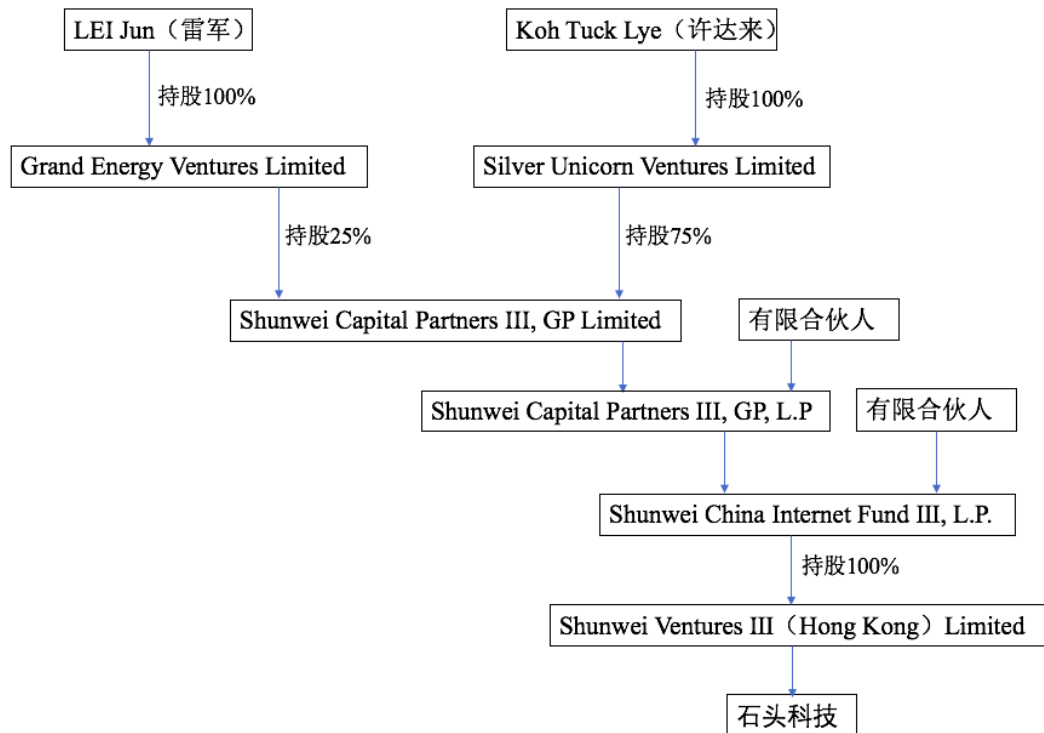 LEI Jun（雷军）
Koh Tuck Lye（许达来）
持股100%
持股100%
Grand Energy Ventures Limited
Silver Unicorn Ventures Limited
持股25%
持股75%
Shunwei Capital Partners III, GP Limited
有限合伙人
Shunwei Capital Partners III, GP, L.P
有限合伙人
Shunwei China Internet Fund III, L.P.
持股100%
Shunwei Ventures III（Hong Kong）Limited
石头科技